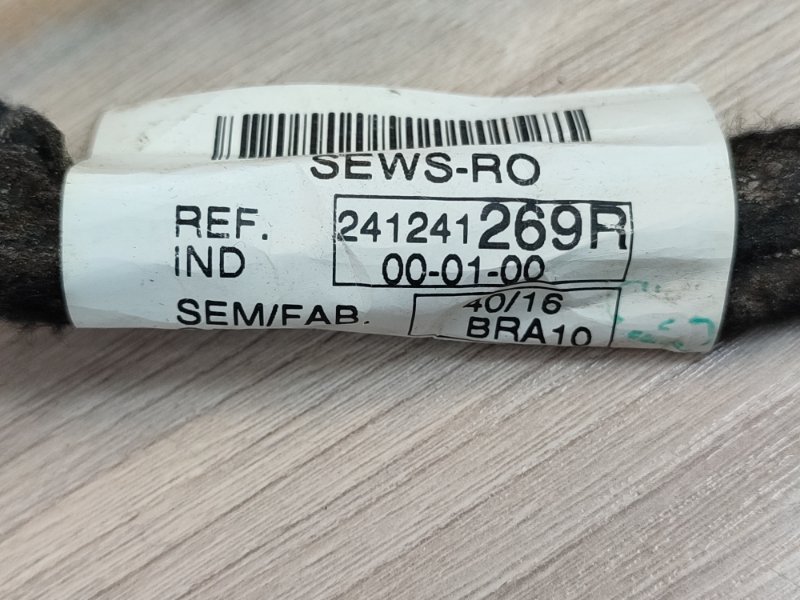 SEWS-RO
REF. 241241269R
IND 00-01-00
SEM/FAB. 40/16
BRA10